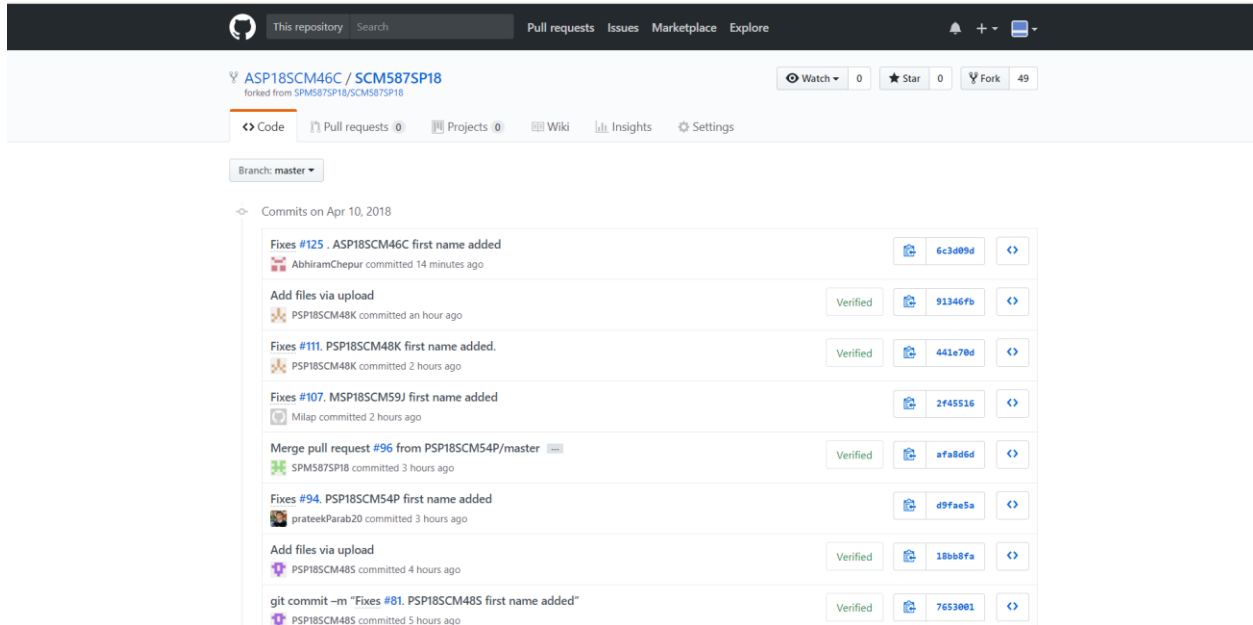 This repository Search Pull requests Issues Marketplace Explore
ASP18SCM46C / SCM587SP18 Watch 0 Star 0 Fork 49
forked from SPM587SP18/SCM587SP18
Code Pull requests 0 Projects 0 Wiki Insights Settings
Branch: master
Commits on Apr 10, 2018
Fixes #125 . ASP18SCM46C first name added
AbhiramChepur committed 14 minutes ago
6c3d09d
Add files via upload
PSP18SCM48K committed an hour ago
Verified 91346fb
Fixes #111. PSP18SCM48K first name added.
PSP18SCM48K committed 2 hours ago
Verified 441e70d
Fixes #107. MSP18SCM59J first name added
Milap committed 2 hours ago
2f45516
Merge pull request #96 from PSP18SCM54P/master ...
SPM587SP18 committed 3 hours ago
Verified afa8d6d
Fixes #94. PSP18SCM54P first name added
prateekParab20 committed 3 hours ago
d9fae5a
Add files via upload
PSP18SCM48S committed 4 hours ago
Verified 18bb8fa
git commit –m “Fixes #81. PSP18SCM48S first name added”
PSP18SCM48S committed 5 hours ago
Verified 7653001